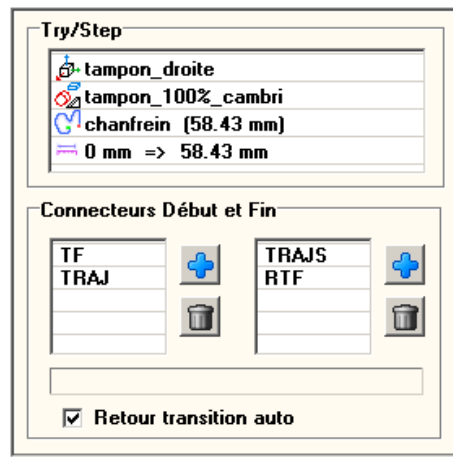 Try/Step
tampon_droite
tampon_100%_cambri
chanfrein (58.43 mm)
0 mm => 58.43 mm
Connecteurs Début et Fin
TF
TRAJ
TRAJS
RTF
Retour transition auto